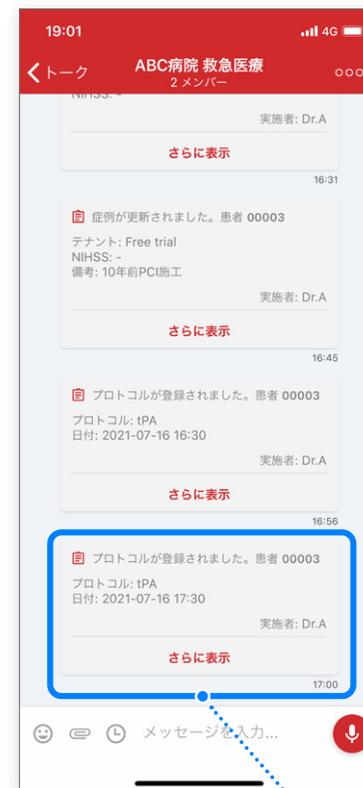 19:01
4G
トーク
ABC病院 救急医療
2 メンバー
NIHSS: -
実施者: Dr.A
さらに表示
16:31
症例が更新されました。患者 00003
テナント: Free trial
NIHSS: -
備考: 10年前PCI施工
実施者: Dr.A
さらに表示
16:45
プロトコルが登録されました。患者 00003
プロトコル: tPA
日付: 2021-07-16 16:30
実施者: Dr.A
さらに表示
16:56
プロトコルが登録されました。患者 00003
プロトコル: tPA
日付: 2021-07-16 17:30
実施者: Dr.A
さらに表示
17:00
メッセージを入力...